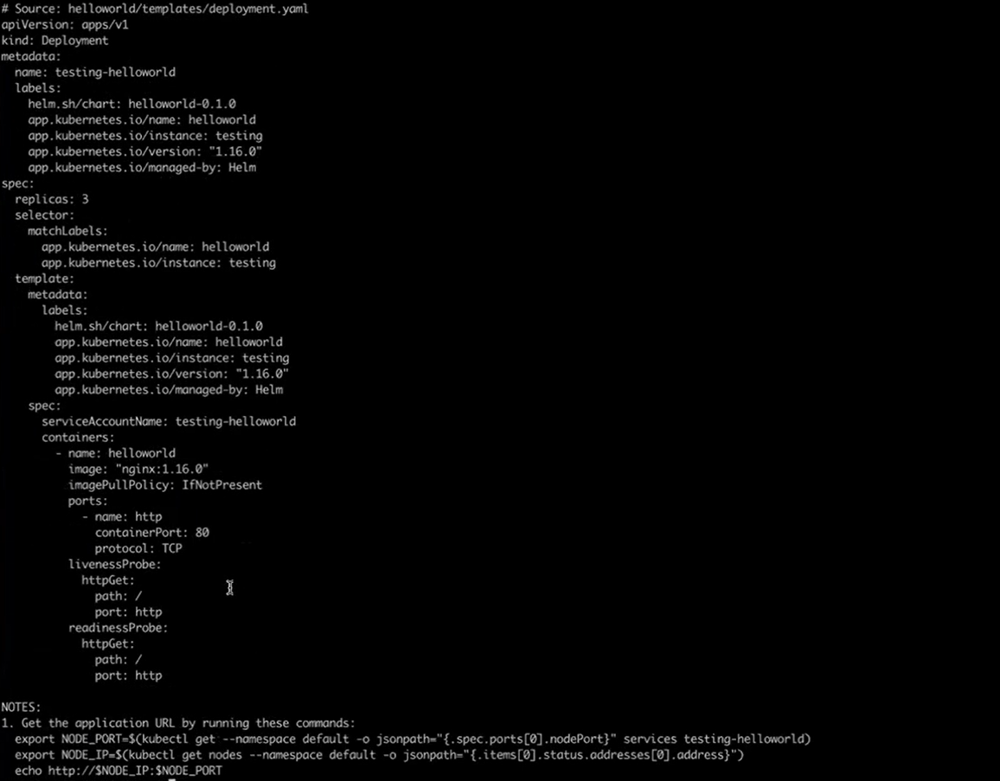 # Source: helloworld/templates/deployment.yaml
apiVersion: apps/v1
kind: Deployment
metadata:
  name: testing-helloworld
  labels:
    helm.sh/chart: helloworld-0.1.0
    app.kubernetes.io/name: helloworld
    app.kubernetes.io/instance: testing
    app.kubernetes.io/version: "1.16.0"
    app.kubernetes.io/managed-by: Helm
spec:
  replicas: 3
  selector:
    matchLabels:
      app.kubernetes.io/name: helloworld
      app.kubernetes.io/instance: testing
  template:
    metadata:
      labels:
        helm.sh/chart: helloworld-0.1.0
        app.kubernetes.io/name: helloworld
        app.kubernetes.io/instance: testing
        app.kubernetes.io/version: "1.16.0"
        app.kubernetes.io/managed-by: Helm
    spec:
      serviceAccountName: testing-helloworld
      containers:
        - name: helloworld
          image: "nginx:1.16.0"
          imagePullPolicy: IfNotPresent
          ports:
            - name: http
              containerPort: 80
              protocol: TCP
          livenessProbe:
            httpGet:
              path: /
              port: http
          readinessProbe:
            httpGet:
              path: /
              port: http

NOTES:
1. Get the application URL by running these commands:
  export NODE_PORT=$(kubectl get --namespace default -o jsonpath="{.spec.ports[0].nodePort}" services testing-helloworld)
  export NODE_IP=$(kubectl get nodes --namespace default -o jsonpath="{.items[0].status.addresses[0].address}")
  echo http://$NODE_IP:$NODE_PORT